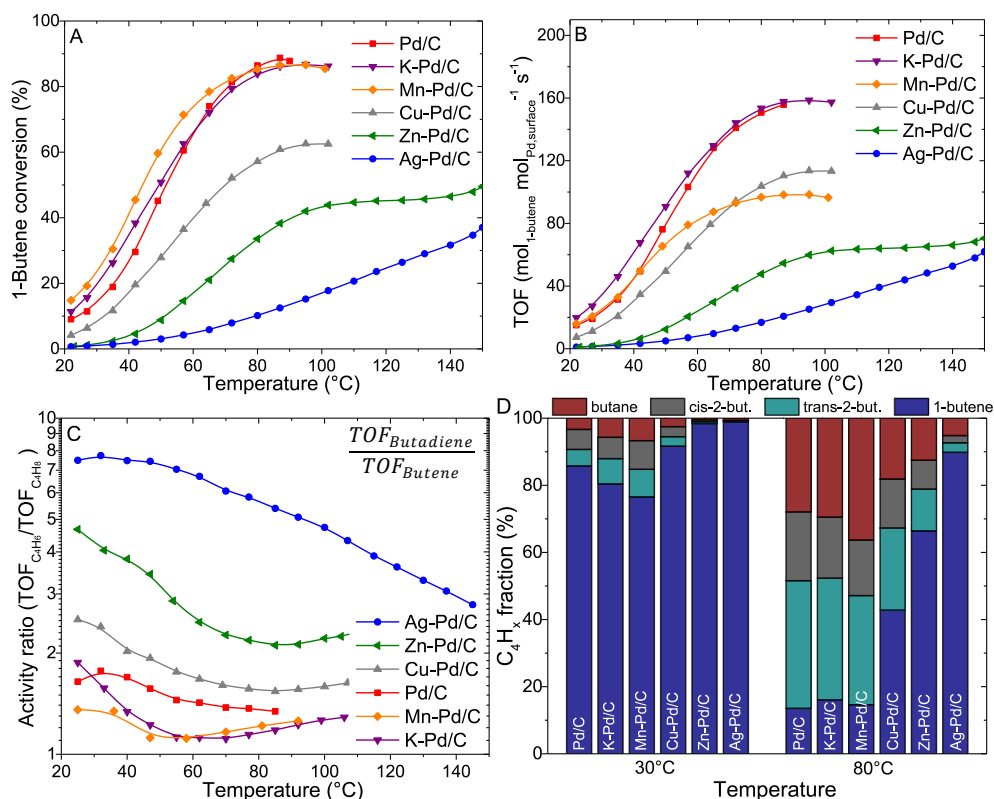 A
1-Butene conversion (%)
100
80
60
40
20
0
Pd/C
K-Pd/C
Mn-Pd/C
Cu-Pd/C
Zn-Pd/C
Ag-Pd/C
20 40 60 80 100 120 140
Temperature (°C)
B
TOF (mol1-butene molPd,surface-1 s-1)
200
160
120
80
40
0
Pd/C
K-Pd/C
Mn-Pd/C
Cu-Pd/C
Zn-Pd/C
Ag-Pd/C
20 40 60 80 100 120 140
Temperature (°C)
C
Activity ratio (TOFC4H6/TOFC4H8)
10
9
8
7
6
5
4
3
2
1
TOFButadiene
TOFButene
Ag-Pd/C
Zn-Pd/C
Cu-Pd/C
Pd/C
Mn-Pd/C
K-Pd/C
20 40 60 80 100 120 140
Temperature (°C)
D
butane cis-2-but. trans-2-but. 1-butene
C4Hx fraction (%)
100
80
60
40
20
0
Pd/C K-Pd/C Mn-Pd/C Cu-Pd/C Zn-Pd/C Ag-Pd/C Pd/C K-Pd/C Mn-Pd/C Cu-Pd/C Zn-Pd/C Ag-Pd/C
30°C 80°C
Temperature